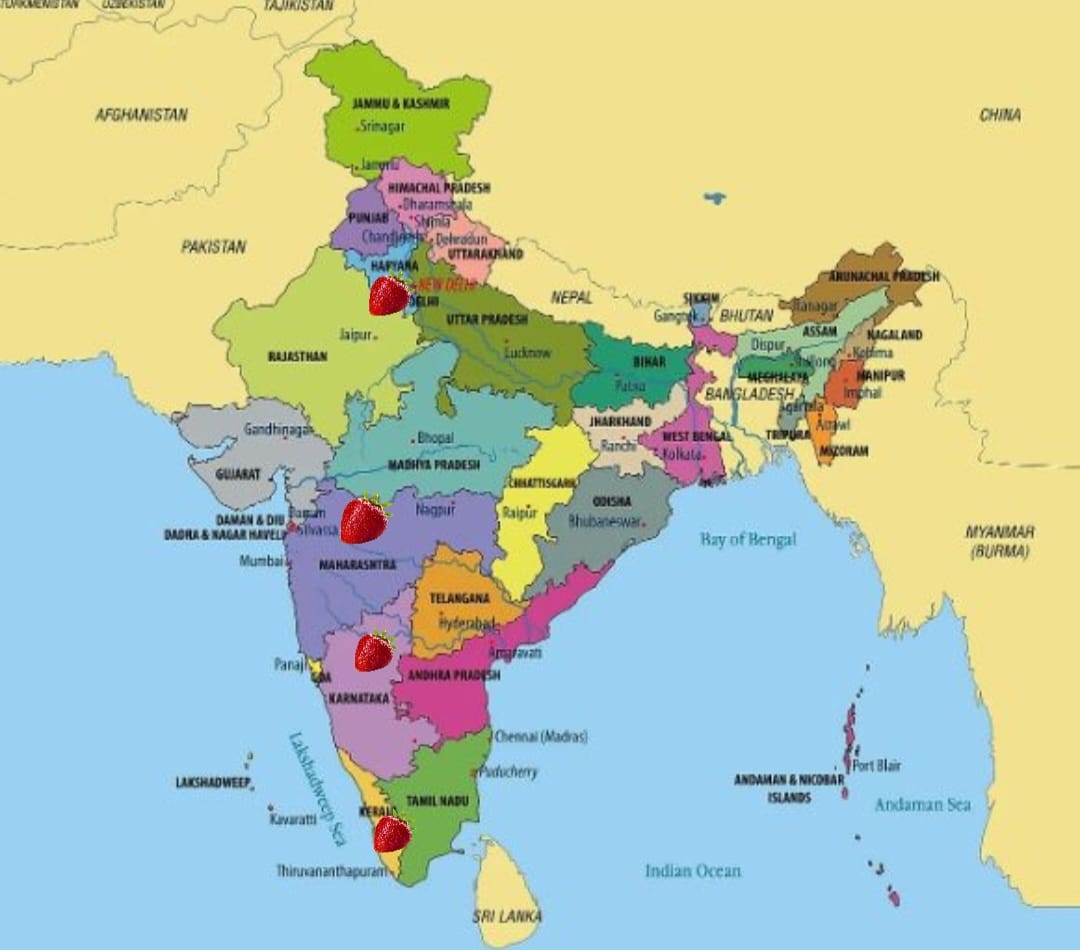 TURKMENISTAN
UZBEKISTAN
TAJIKISTAN
AFGHANISTAN
CHINA
JAMMU & KASHMIR
Srinagar
Jammu
HIMACHAL PRADESH
Dharamshala
Shimla
PUNJAB
Chandigarh
Dehradun
UTTARAKHAND
PAKISTAN
HARYANA
NEW DELHI
DELHI
NEPAL
SIKKIM
Gangtok
BHUTAN
ARUNACHAL PRADESH
Itanagar
UTTAR PRADESH
ASSAM
NAGALAND
Jaipur
Dispur
Kohima
RAJASTHAN
Lucknow
BIHAR
Shillong
Patna
MEGHALAYA
MANIPUR
Imphal
BANGLADESH
Agartala
Gandhinagar
JHARKHAND
Aizawl
Bhopal
Ranchi
WEST BENGAL
TRIPURA
Kolkata
MIZORAM
MADHYA PRADESH
GUJARAT
CHHATTISGARH
ODISHA
Daman
Nagpur
Raipur
Bhubaneswar
DAMAN & DIU
DADRA & NAGAR HAVELI
Silvassa
MYANMAR
(BURMA)
Bay of Bengal
Mumbai
MAHARASHTRA
TELANGANA
Hyderabad
Amaravati
Panaji
GOA
ANDHRA PRADESH
KARNATAKA
Chennai (Madras)
Lakshadweep Sea
Puducherry
LAKSHADWEEP
Kavaratti
KERALA
TAMIL NADU
Port Blair
ANDAMAN & NICOBAR
ISLANDS
Andaman Sea
Thiruvananthapuram
Indian Ocean
SRI LANKA